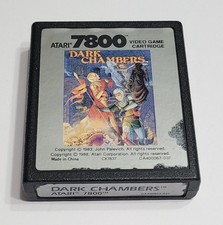 ATARI 7800 VIDEO GAME CARTRIDGE
DARK CHAMBERS
Copyright © 1983, John Palevich. All rights reserved.
Copyright © 1988, Atari Corporation. All rights reserved.
Made in China
DARK CHAMBERS
ATARI 7800